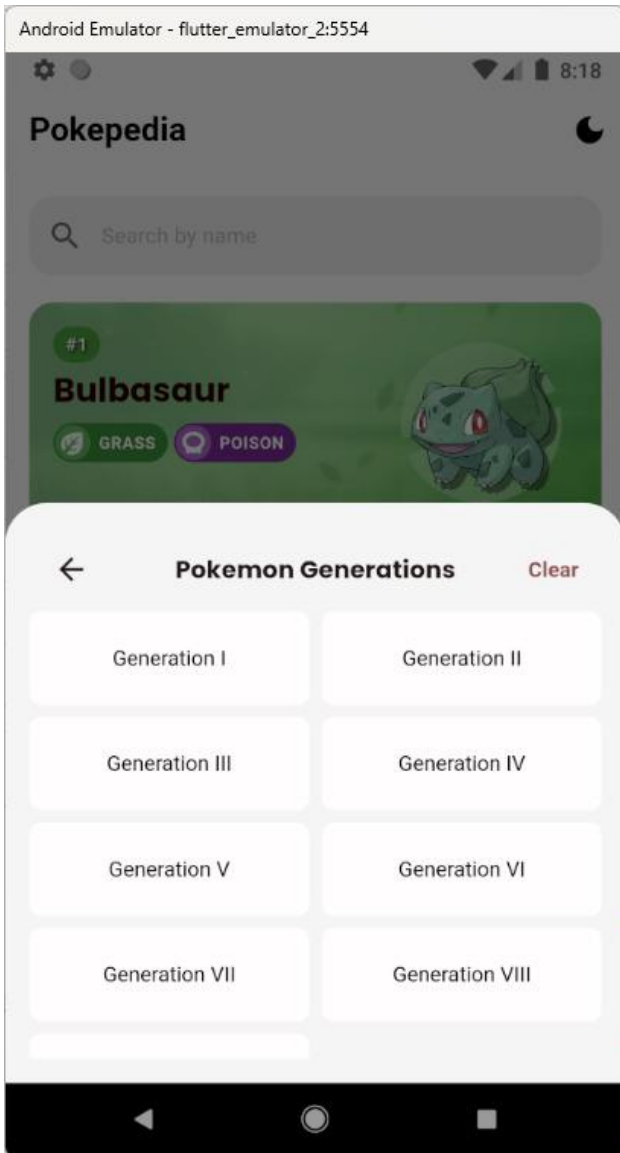 Android Emulator - flutter_emulator_2:5554
8:18
Pokepedia
Search by name
#1
Bulbasaur
GRASS POISON
Pokemon Generations Clear
Generation I Generation II
Generation III Generation IV
Generation V Generation VI
Generation VII Generation VIII